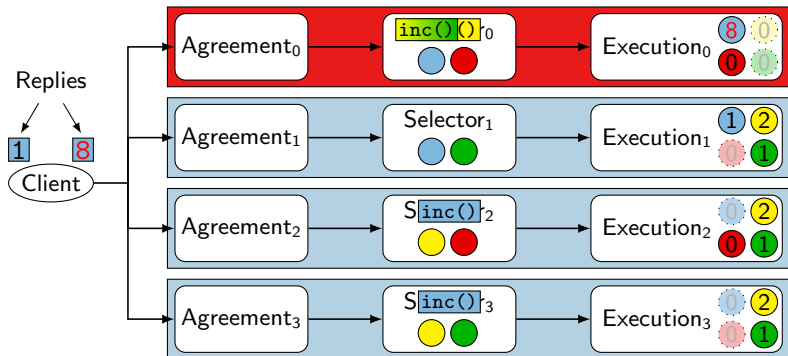 Replies
1 8
Client
Agreement₀
inc() ()r₀
Execution₀
8 0
0 0
Agreement₁
Selector₁
Execution₁
1 2
0 1
Agreement₂
S inc() r₂
Execution₂
0 2
0 1
Agreement₃
S inc() r₃
Execution₃
0 2
0 1